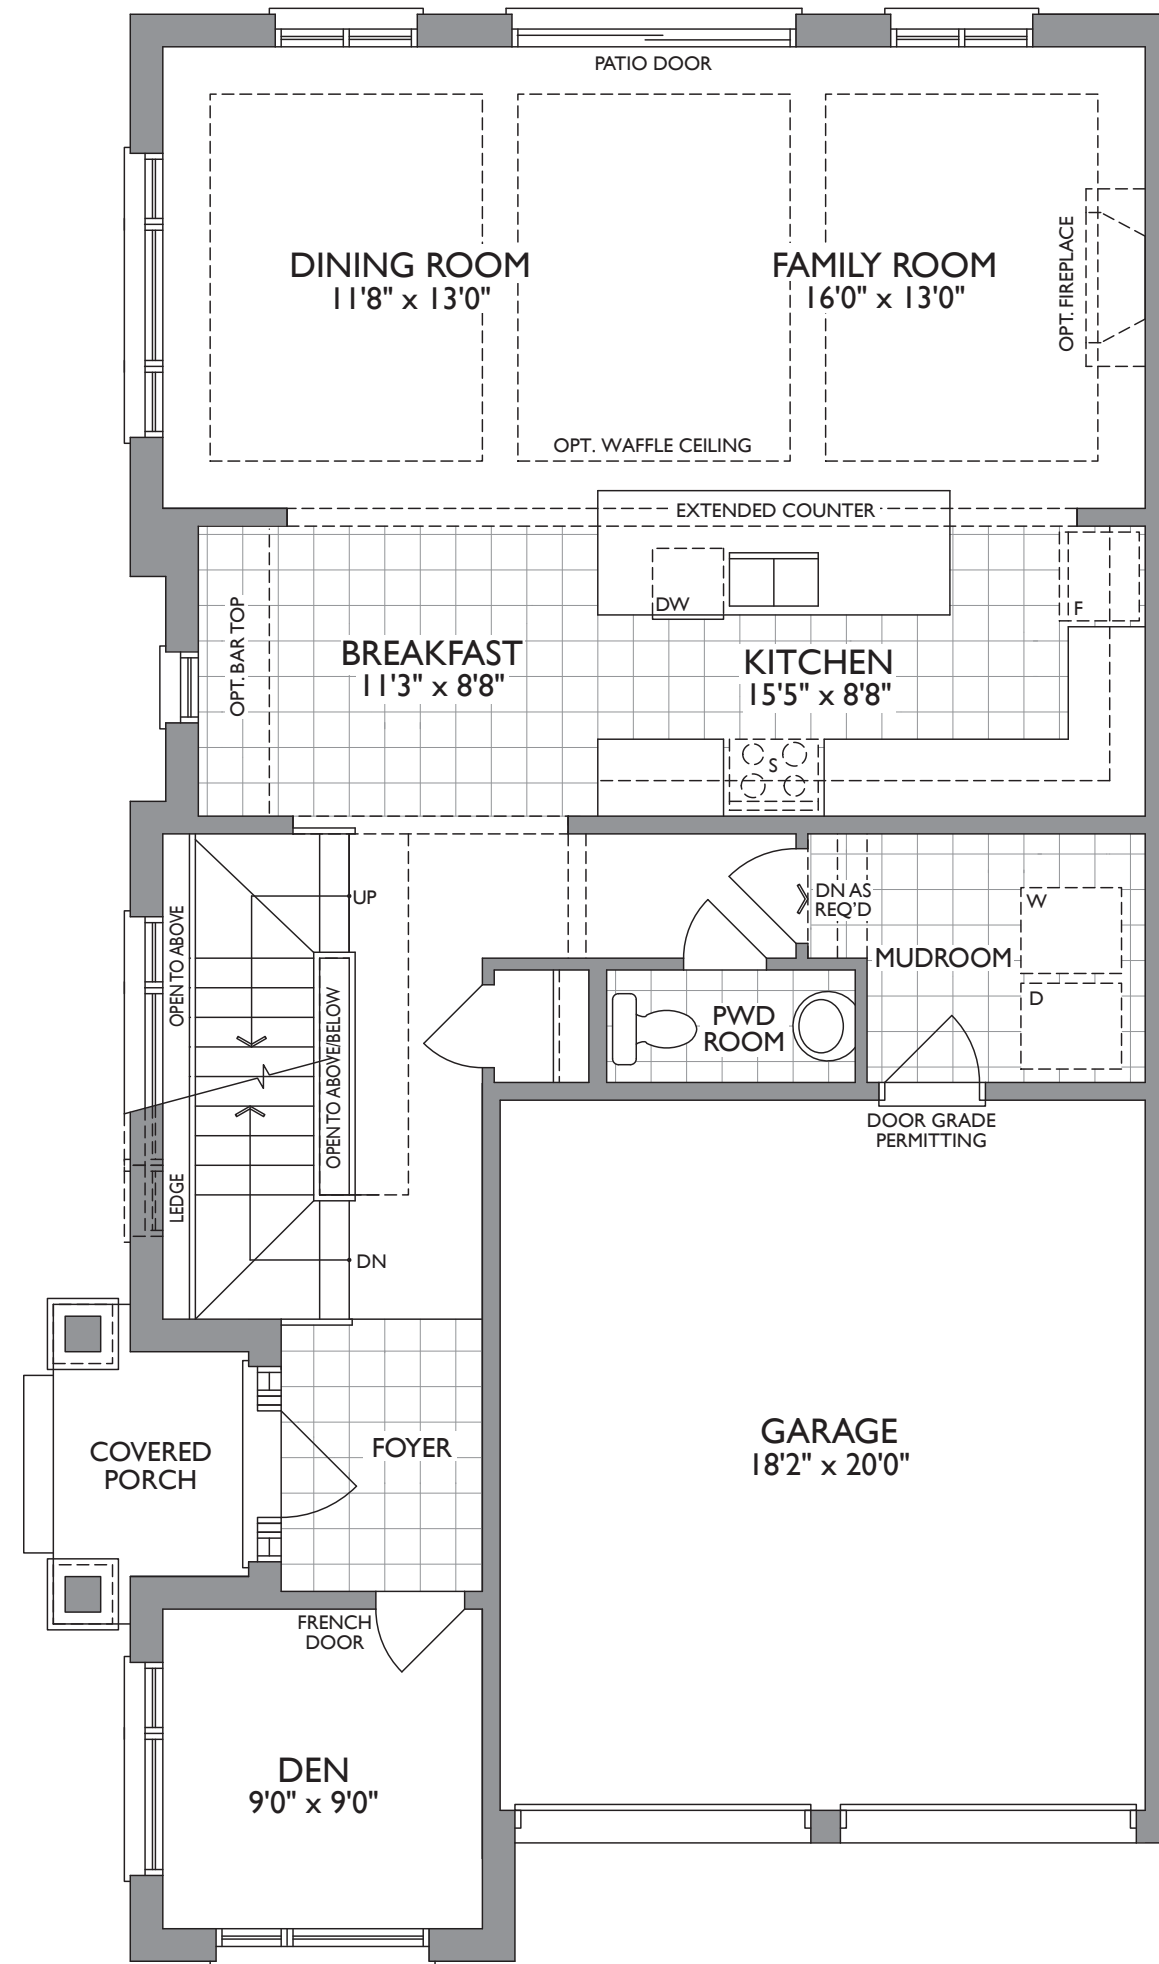 PATIO DOOR
DINING ROOM
11'8" x 13'0"
FAMILY ROOM
16'0" x 13'0"
OPT. FIREPLACE
OPT. WAFFLE CEILING
EXTENDED COUNTER
DW
F
OPT. BAR TOP
BREAKFAST
11'3" x 8'8"
KITCHEN
15'5" x 8'8"
S
UP
DN AS
REQ'D
W
OPEN TO ABOVE
MUDROOM
D
PWD
ROOM
OPEN TO ABOVE/BELOW
DOOR GRADE
PERMITTING
LEDGE
DN
GARAGE
18'2" x 20'0"
COVERED
PORCH
FOYER
FRENCH
DOOR
DEN
9'0" x 9'0"